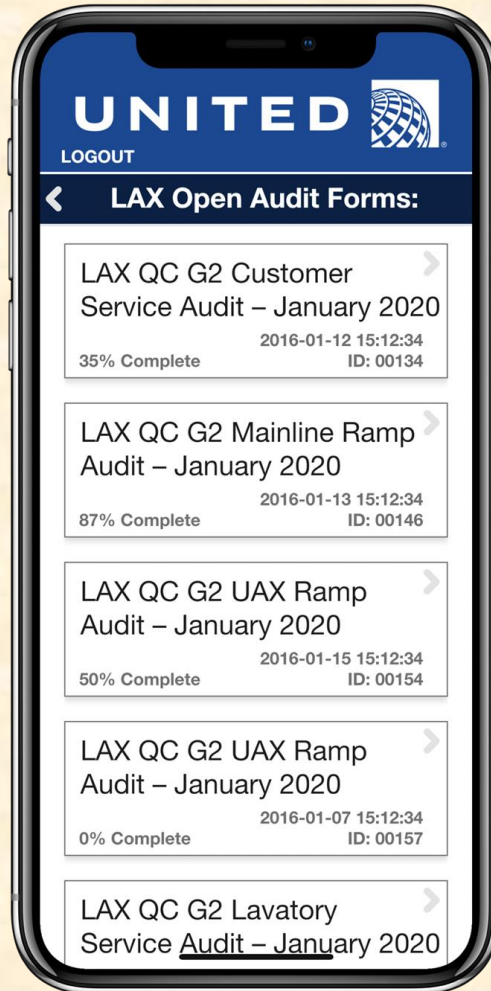 UNITED
LOGOUT
LAX Open Audit Forms:
LAX QC G2 Customer
Service Audit – January 2020
2016-01-12 15:12:34
35% Complete ID: 00134
LAX QC G2 Mainline Ramp
Audit – January 2020
2016-01-13 15:12:34
87% Complete ID: 00146
LAX QC G2 UAX Ramp
Audit – January 2020
2016-01-15 15:12:34
50% Complete ID: 00154
LAX QC G2 UAX Ramp
Audit – January 2020
2016-01-07 15:12:34
0% Complete ID: 00157
LAX QC G2 Lavatory
Service Audit – January 2020